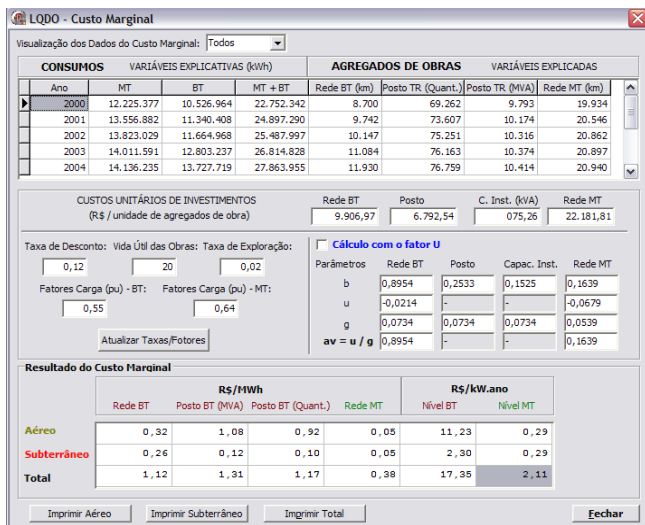 LQDO - Custo Marginal
Visualização dos Dados do Custo Marginal: Todos
CONSUMOS VARIÁVEIS EXPLICATIVAS (kWh) AGREGADOS DE OBRAS VARIÁVEIS EXPLICADAS
Ano MT BT MT + BT Rede BT (km) Posto TR (Quant.) Posto TR (MVA) Rede MT (km)
2000 12.225.377 10.526.964 22.752.342 8.700 69.262 9.793 19.934
2001 13.556.882 11.340.408 24.897.290 9.742 73.607 10.174 20.546
2002 13.823.029 11.664.968 25.487.997 10.147 75.251 10.316 20.862
2003 14.011.591 12.803.237 26.814.828 11.084 76.163 10.374 20.897
2004 14.136.235 13.727.719 27.863.955 11.930 76.759 10.414 20.940
CUSTOS UNITÁRIOS DE INVESTIMENTOS Rede BT Posto C. Inst. (kVA) Rede MT
(R$ / unidade de agregados de obra) 9.906,97 6.792,54 075,26 22.181,81
Taxa de Desconto: Vida Útil das Obras: Taxa de Exploração: Cálculo com o fator U
0,12 20 0,02 Parâmetros Rede BT Posto Capac. Inst. Rede MT
Fatores Carga (pu) - BT: Fatores Carga (pu) - MT: b 0,8954 0,2533 0,1525 0,1639
0,55 0,64 u -0,0214 - - -0,0679
g 0,0734 0,0734 0,0734 0,0539
Atualizar Taxas/Fotores av = u / g 0,8954 - - 0,1639
Resultado do Custo Marginal
R$/MWh R$/kW.ano
Rede BT Posto BT (MVA) Posto BT (Quant.) Rede MT Nível BT Nível MT
Aéreo 0,32 1,08 0,92 0,05 11,23 0,29
Subterrâneo 0,26 0,12 0,10 0,05 2,30 0,29
Total 1,12 1,31 1,17 0,38 17,35 2,11
Imprimir Aéreo Imprimir Subterrâneo Imprimir Total Fechar